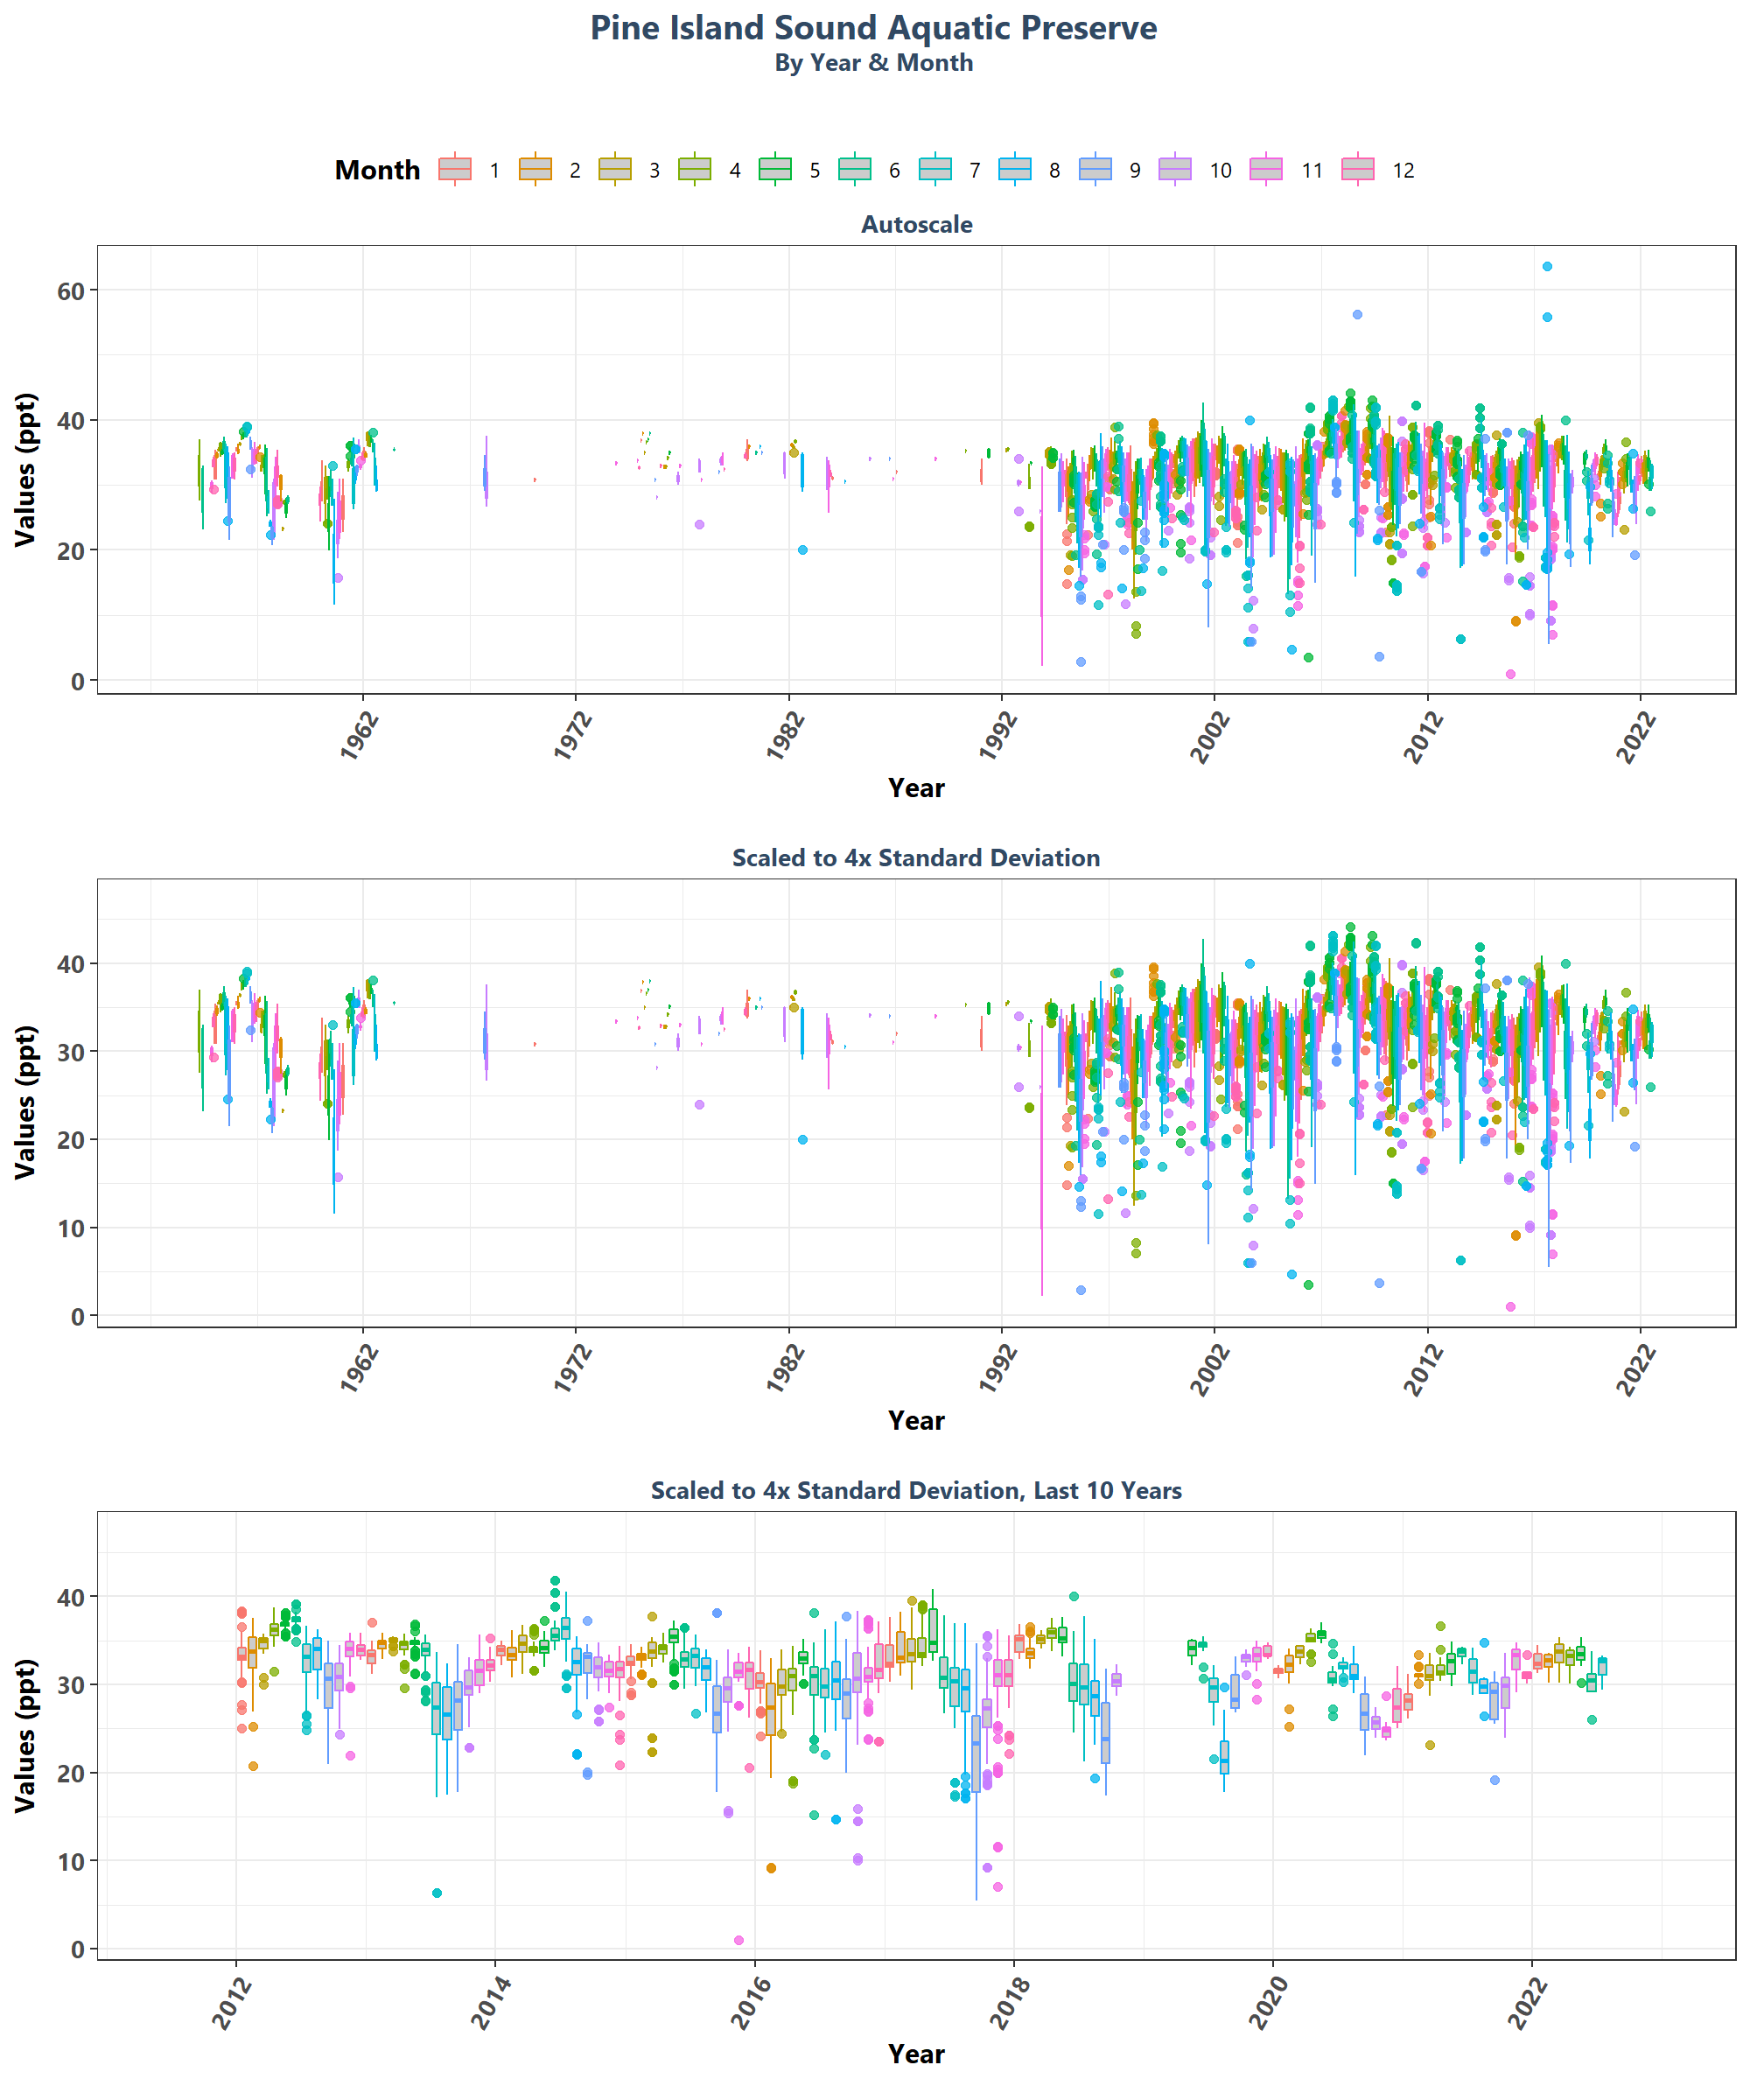 Pine Island Sound Aquatic Preserve
By Year & Month
Month 1 2 3 4 5 6 7 8 9 10 11 12
Autoscale
Values (ppt)
60
40
20
0
1962 1972 1982 1992 2002 2012 2022
Year
Scaled to 4x Standard Deviation
Values (ppt)
40
30
20
10
0
1962 1972 1982 1992 2002 2012 2022
Year
Scaled to 4x Standard Deviation, Last 10 Years
Values (ppt)
40
30
20
10
0
2012 2014 2016 2018 2020 2022
Year